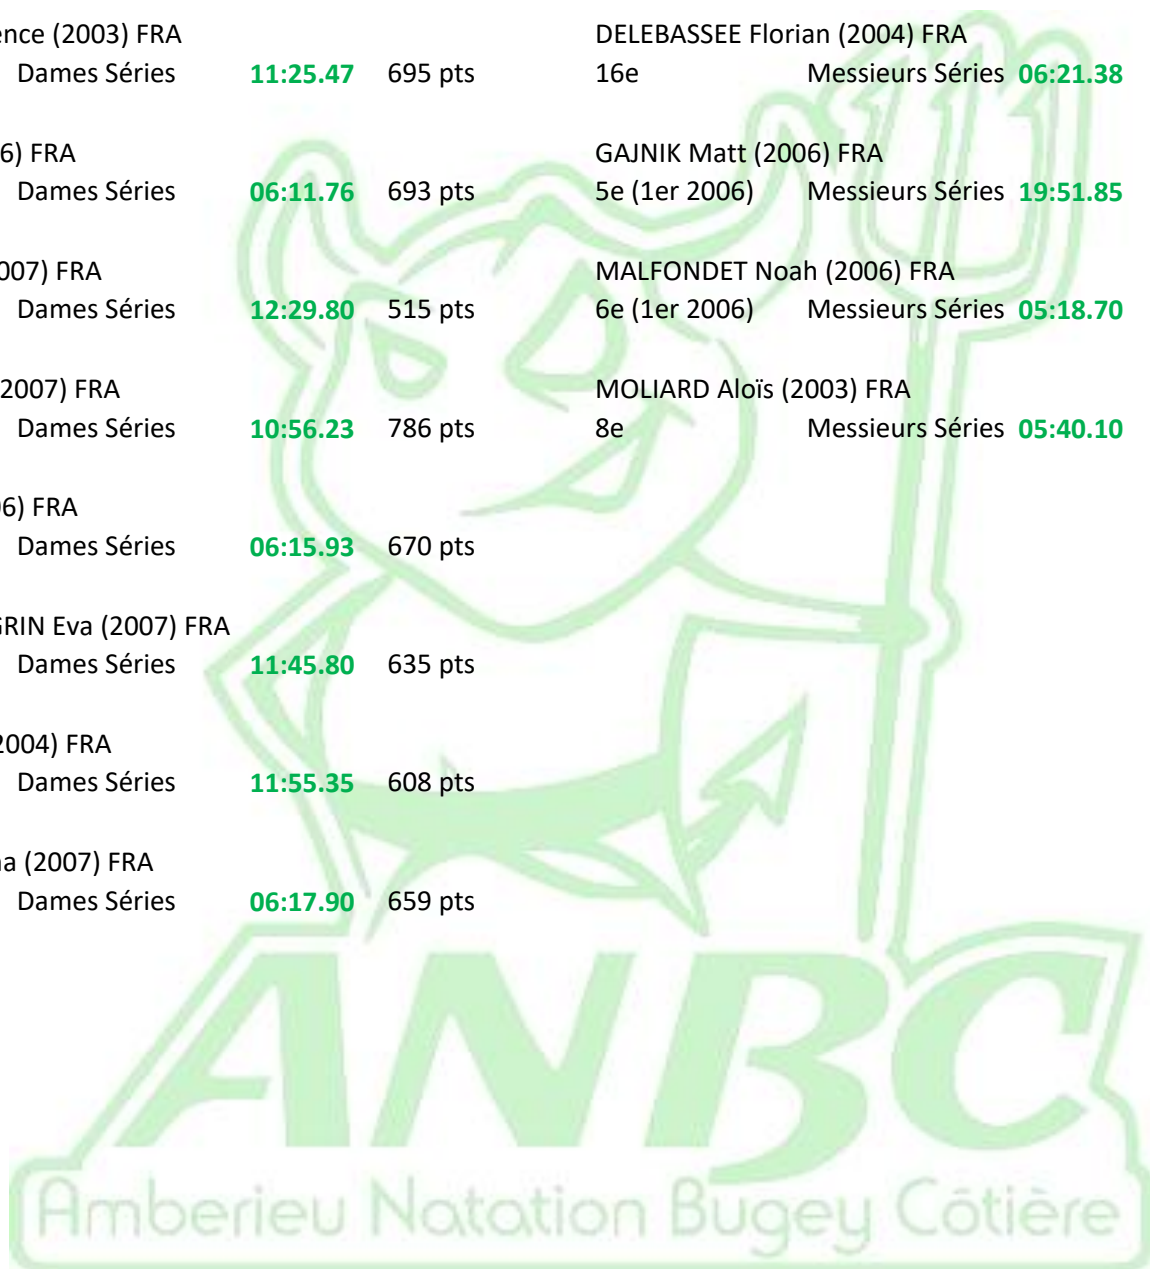 ence (2003) FRA
Dames Séries 11:25.47 695 pts
6) FRA
Dames Séries 06:11.76 693 pts
007) FRA
Dames Séries 12:29.80 515 pts
2007) FRA
Dames Séries 10:56.23 786 pts
06) FRA
Dames Séries 06:15.93 670 pts
GRIN Eva (2007) FRA
Dames Séries 11:45.80 635 pts
2004) FRA
Dames Séries 11:55.35 608 pts
na (2007) FRA
Dames Séries 06:17.90 659 pts
DELEBASSEE Florian (2004) FRA
16e Messieurs Séries 06:21.38
GAJNIK Matt (2006) FRA
5e (1er 2006) Messieurs Séries 19:51.85
MALFONDET Noah (2006) FRA
6e (1er 2006) Messieurs Séries 05:18.70
MOLIARD Aloïs (2003) FRA
8e Messieurs Séries 05:40.10
ANBC
Amberieu Natation Bugey Côtière